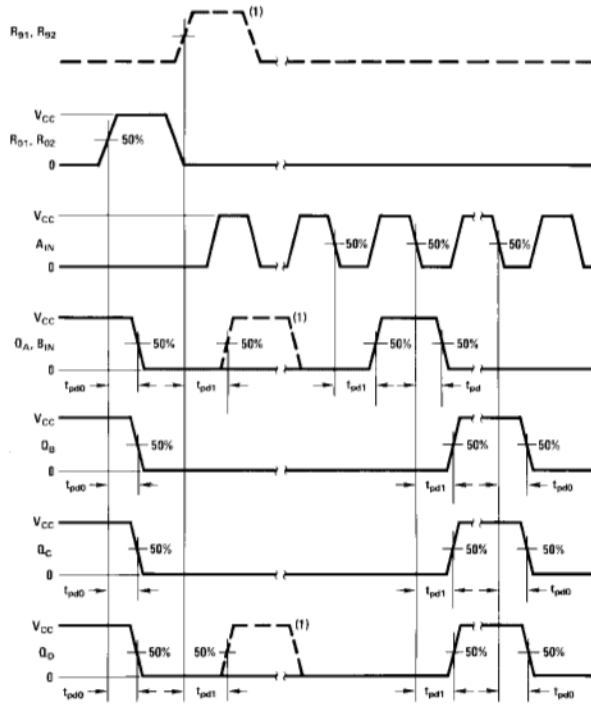 R91, R92
(1)
VCC
R01, R02
50%
0
VCC
AIN
50%
50%
50%
0
VCC
(1)
QA, BIN
50%
50%
50%
50%
0
tpd0
tpd1
tpd1
tpd
VCC
QB
50%
50%
50%
0
tpd0
tpd1
tpd0
VCC
QC
50%
50%
50%
0
tpd0
tpd1
tpd0
VCC
(1)
QD
50%
50%
50%
50%
0
tpd0
tpd1
tpd1
tpd0